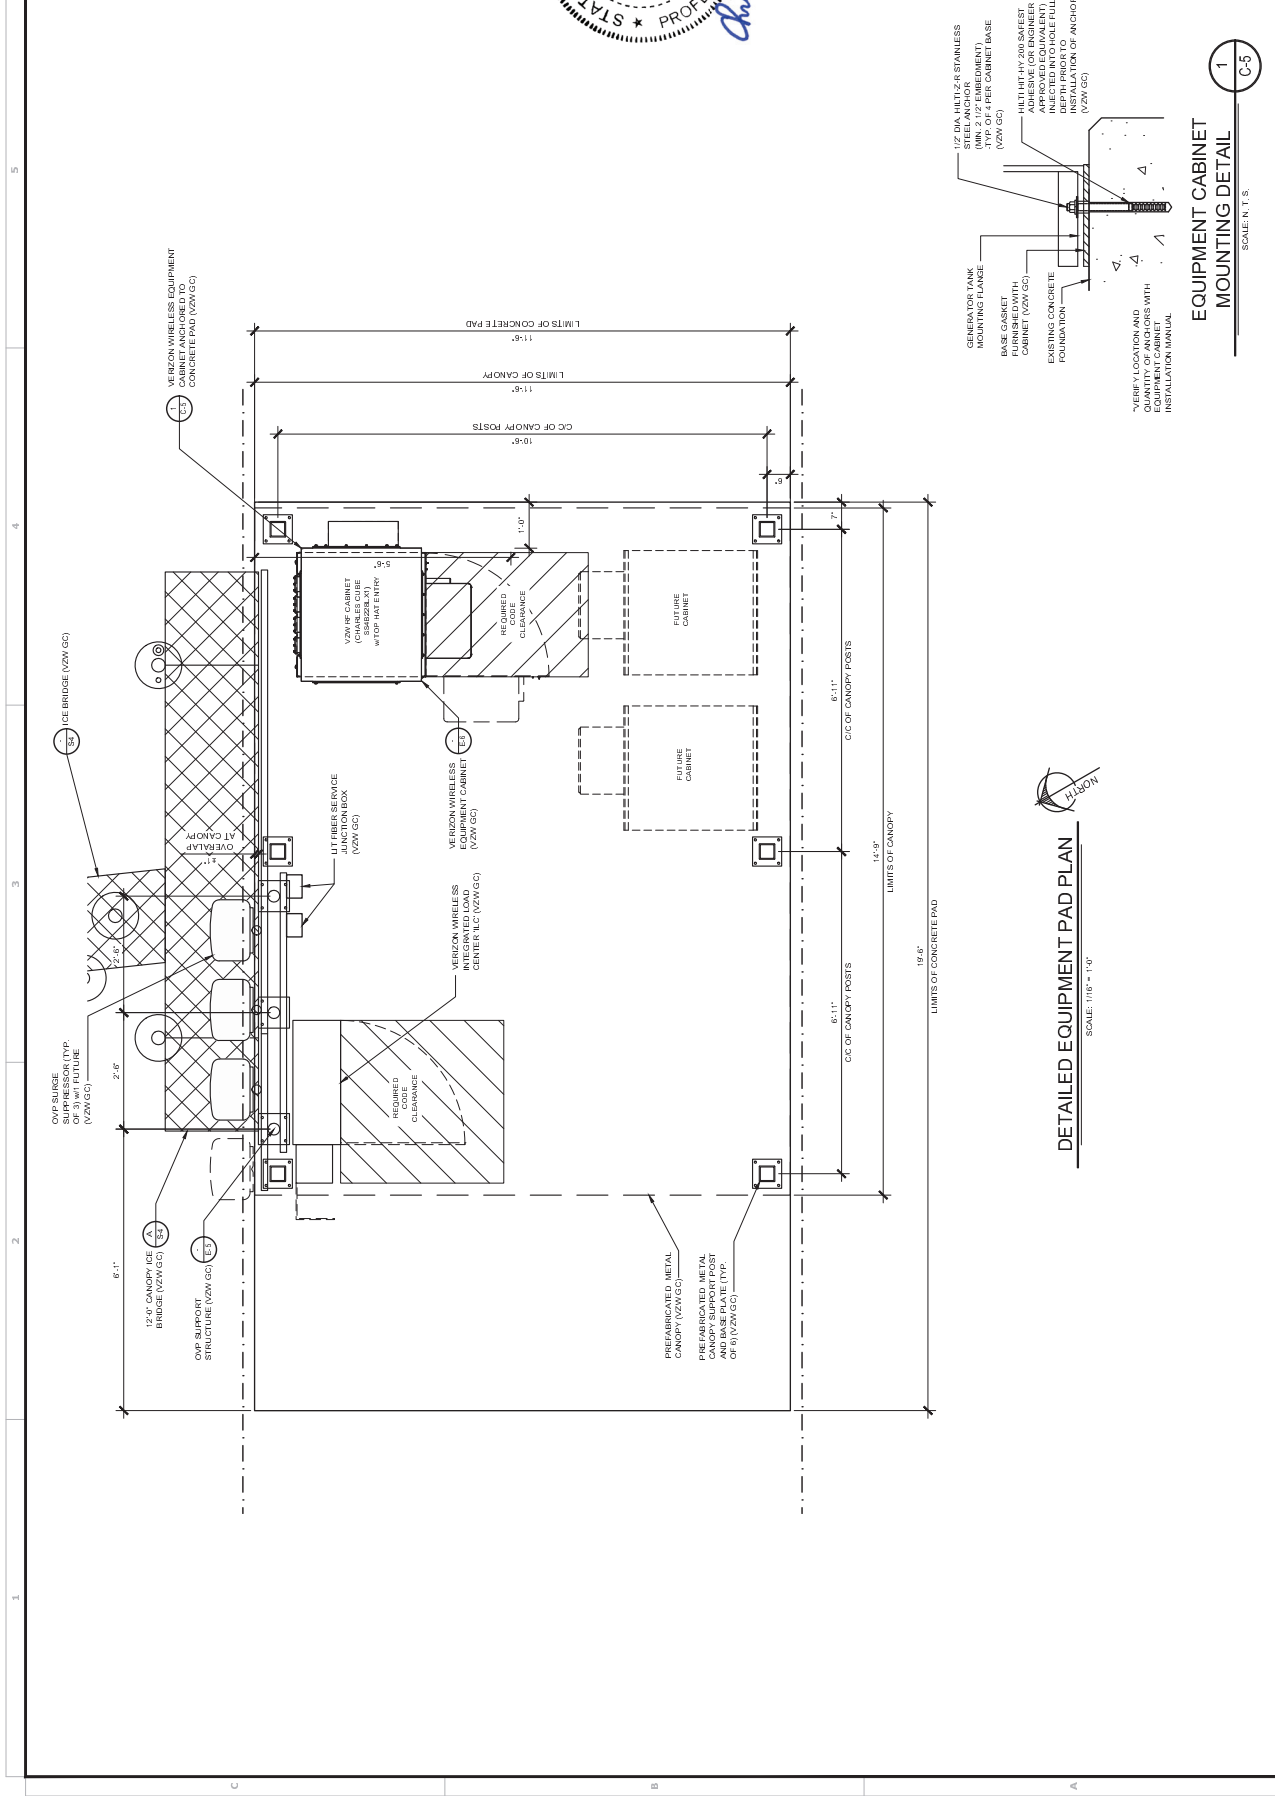 STAT
★ PROF
1/2" DIA. HILTI-Z-R STAINLESS
STEEL ANCHOR
(MIN. 2 1/2" EMBEDMENT)
-TYP. OF 4 PER CABINET BASE
(VZW GC)
HILTI HIT-HY 200 SAFEST
ADHESIVE (OR ENGINEER
APPROVED EQUIVALENT)
INJECTED INTO HOLE FULL
DEPTH PRIOR TO
INSTALLATION OF ANCHOR
(VZW GC)
GENERATOR TANK
MOUNTING FLANGE
BASE GASKET
FURNISHED WITH
CABINET (VZW GC)
EXISTING CONCRETE
FOUNDATION
*VERIFY LOCATION AND
QUANTITY OF ANCHORS WITH
EQUIPMENT CABINET
INSTALLATION MANUAL
EQUIPMENT CABINET
MOUNTING DETAIL
SCALE: N.T.S.
1
C-5
VERIZON WIRELESS EQUIPMENT
CABINET ANCHORED TO
CONCRETE PAD (VZW GC)
1
C-5
11'-6"
LIMITS OF CONCRETE PAD
11'-6"
LIMITS OF CANOPY
10'-6"
C/C OF CANOPY POSTS
6"
1'-0"
5'-6"
7"
VZW RF CABINET
(CHARLES CUBE
w/TOP HAT ENTRY
REQUIRED
CODE
CLEARANCE
FUTURE
CABINET
FUTURE
CABINET
ICE BRIDGE (VZW GC)
S-4
E-6
VERIZON WIRELESS
EQUIPMENT CABINET
(VZW GC)
LIT FIBER SERVICE
JUNCTION BOX
(VZW GC)
±1"
OVERALAP
AT CANOPY
VERIZON WIRELESS
INTEGRATED LOAD
CENTER 'ILC' (VZW GC)
REQUIRED
CODE
CLEARANCE
OVP SURGE
SUPPRESSOR (TYP.
OF 3) w/1 FUTURE
(VZW GC)
2'-6"
2'-6"
6'-1"
A
S-4
12'-0" CANOPY ICE
BRIDGE (VZW GC)
E-5
OVP SUPPORT
STRUCTURE (VZW GC)
PREFABRICATED METAL
CANOPY (VZW GC)
PREFABRICATED METAL
CANOPY SUPPORT POST
AND BASE PLATE (TYP.
OF 6) (VZW GC)
6'-11"
C/C OF CANOPY POSTS
6'-11"
C/C OF CANOPY POSTS
14'-9"
LIMITS OF CANOPY
19'-6"
LIMITS OF CONCRETE PAD
NORTH
DETAILED EQUIPMENT PAD PLAN
SCALE: 1/16" = 1'-0"
1
2
3
4
5
C
B
A